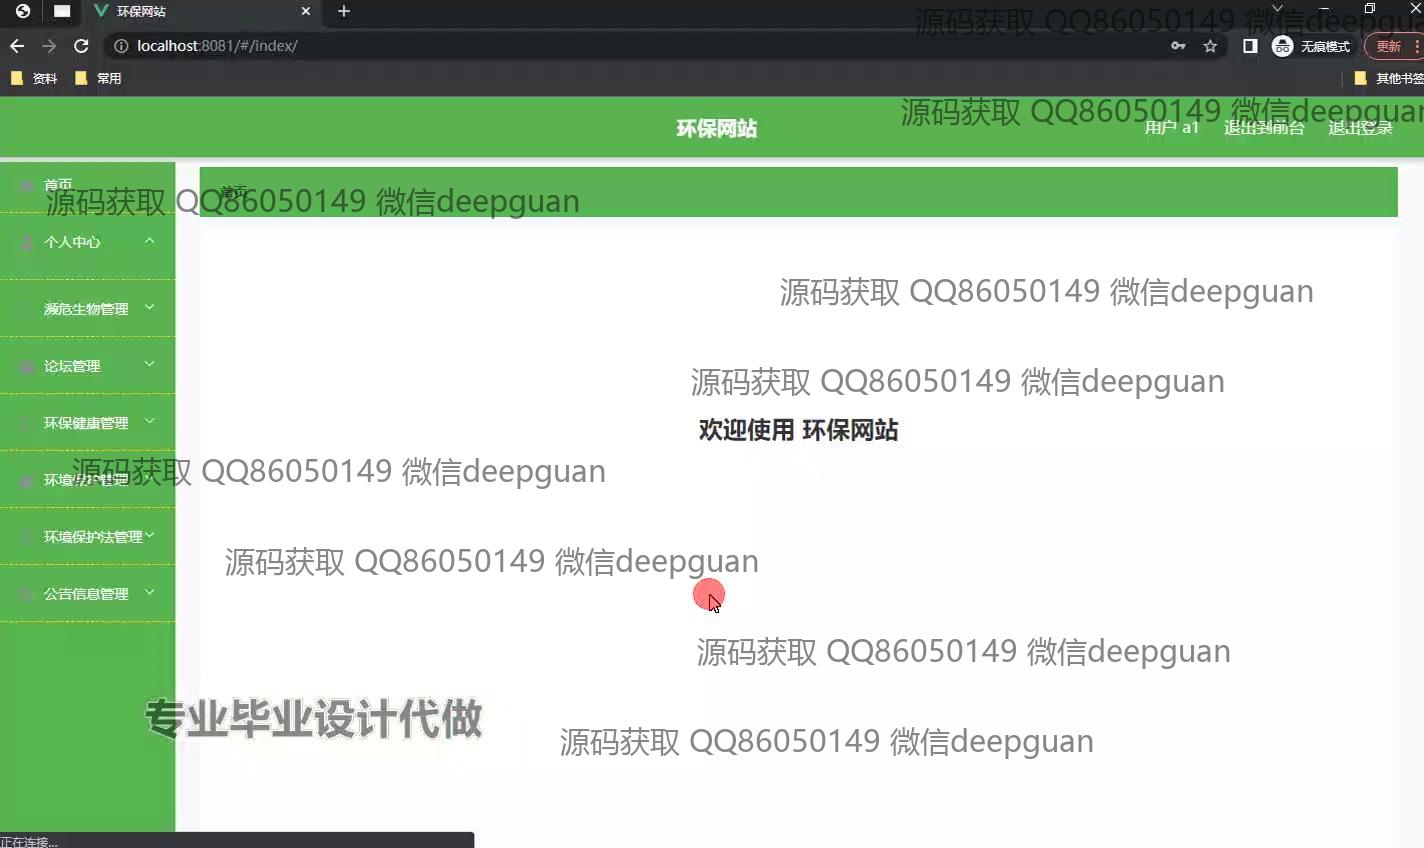 环保网站
源码获取 QQ86050149 微信deepgua
localhost:8081/#/index/
无痕模式
更新
资料
常用
其他书签
环保网站
源码获取 QQ86050149 微信deepguan
用户 a1
退出到前台
退出登录
首页
首页
源码获取 QQ86050149 微信deepguan
个人中心
源码获取 QQ86050149 微信deepguan
濒危生物管理
论坛管理
源码获取 QQ86050149 微信deepguan
环保健康管理
欢迎使用 环保网站
源码获取 QQ86050149 微信deepguan
环境保护管理
环境保护法管理
源码获取 QQ86050149 微信deepguan
公告信息管理
源码获取 QQ86050149 微信deepguan
专业毕业设计代做
源码获取 QQ86050149 微信deepguan
正在连接...